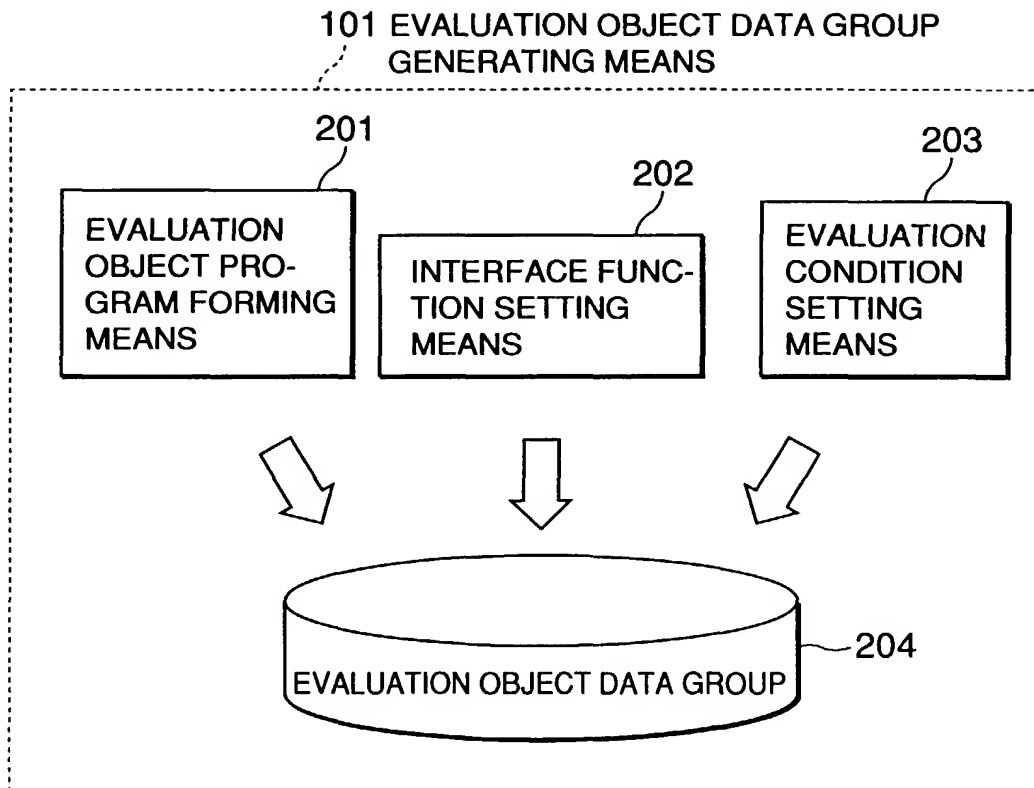 101 EVALUATION OBJECT DATA GROUP
GENERATING MEANS
201
EVALUATION
OBJECT PRO-
GRAM FORMING
MEANS
202
INTERFACE FUNC-
TION SETTING
MEANS
203
EVALUATION
CONDITION
SETTING
MEANS
204
EVALUATION OBJECT DATA GROUP